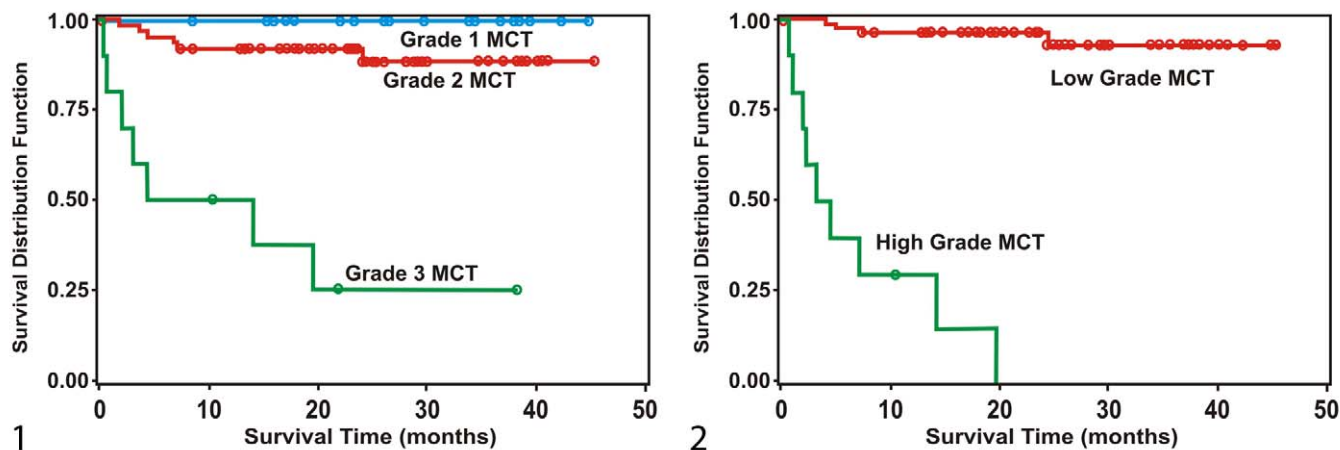 1.00
0.75
0.50
0.25
0.00
Survival Distribution Function
Grade 1 MCT
Grade 2 MCT
Grade 3 MCT
0 10 20 30 40 50
Survival Time (months)
1
1.00
0.75
0.50
0.25
0.00
Survival Distribution Function
Low Grade MCT
High Grade MCT
0 10 20 30 40 50
Survival Time (months)
2